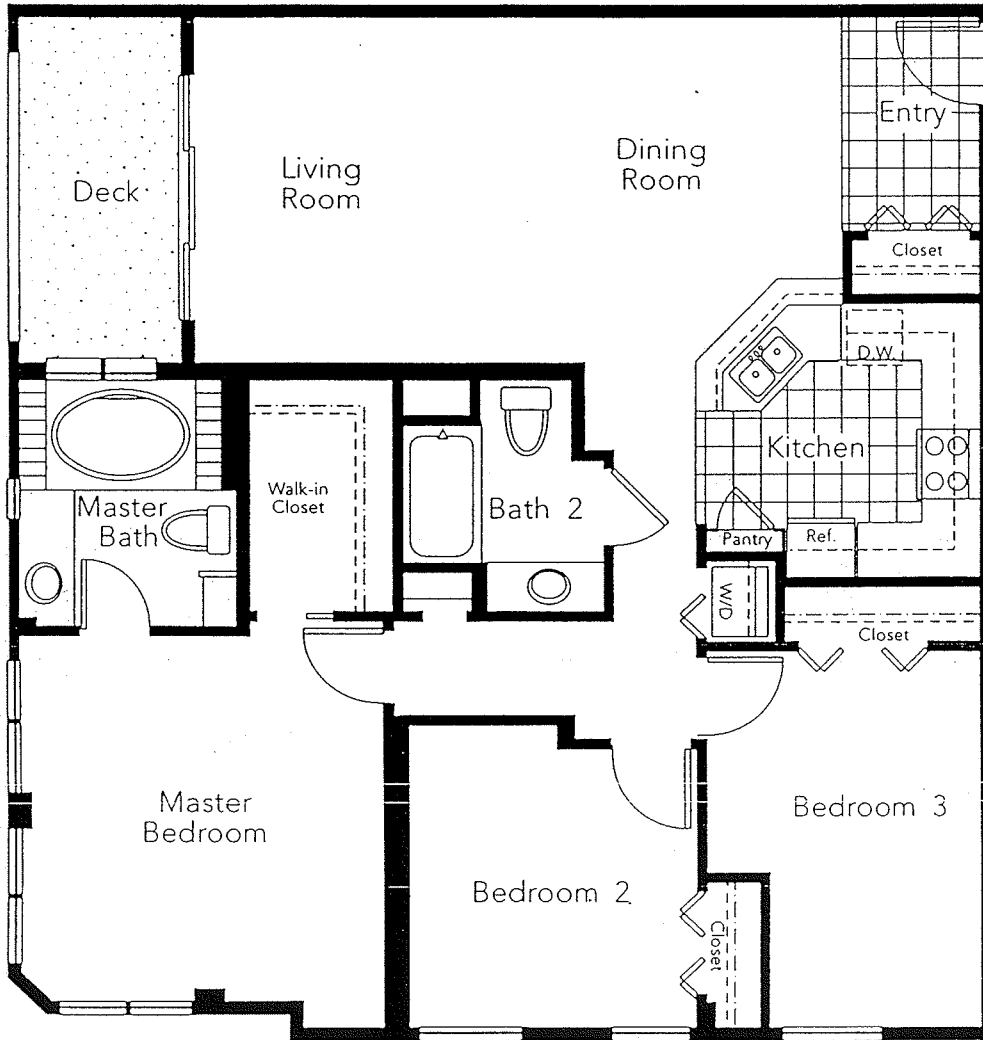 Entry
Deck
Living
Room
Dining
Room
Closet
D.W.
Kitchen
Walk-in
Closet
Master
Bath
Bath 2
Pantry
Ref.
W/D
Closet
Master
Bedroom
Bedroom 3
Bedroom 2
Closet